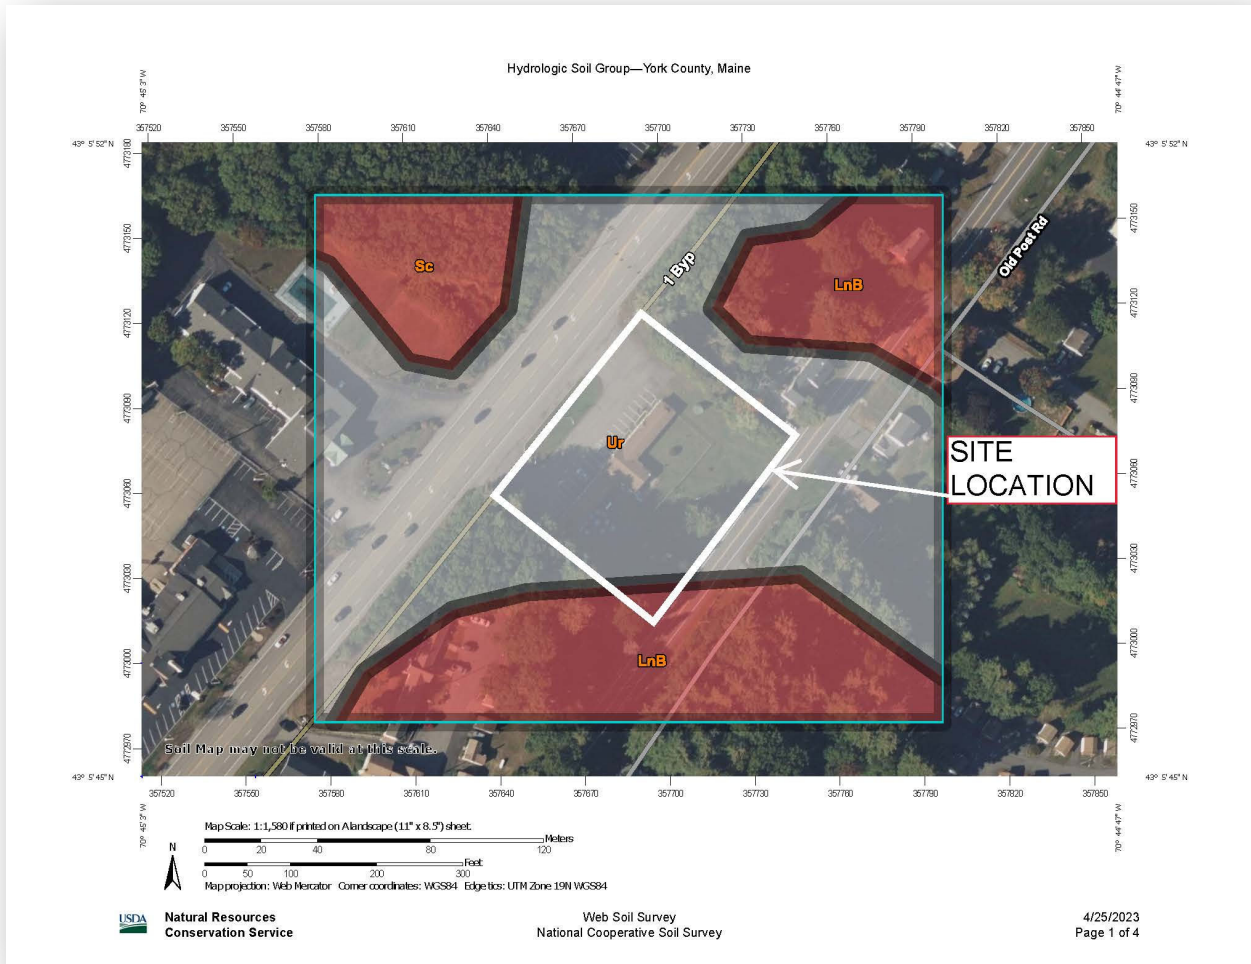 Hydrologic Soil Group—York County, Maine
70° 45' 3" W
70° 44' 47" W
357520 357550 357580 357610 357640 357670 357700 357730 357760 357790 357820 357850
43° 5' 52" N
43° 5' 52" N
4773180
4773150
4773120
4773090
4773060
4773030
4773000
4772970
4773150
4773120
4773090
4773060
4773030
4773000
4772970
Sc
1 Byp
LnB
Old Post Rd
Ur
SITE
LOCATION
LnB
Soil Map may not be valid at this scale.
43° 5' 45" N
43° 5' 45" N
357520 357550 357580 357610 357640 357670 357700 357730 357760 357790 357820 357850
70° 45' 3" W
70° 44' 47" W
Map Scale: 1:1,580 if printed on A landscape (11" x 8.5") sheet.
Meters
0 20 40 80 120
Feet
0 50 100 200 300
Map projection: Web Mercator Corner coordinates: WGS84 Edge tics: UTM Zone 19N WGS84
N
USDA
Natural Resources
Conservation Service
Web Soil Survey
National Cooperative Soil Survey
4/25/2023
Page 1 of 4